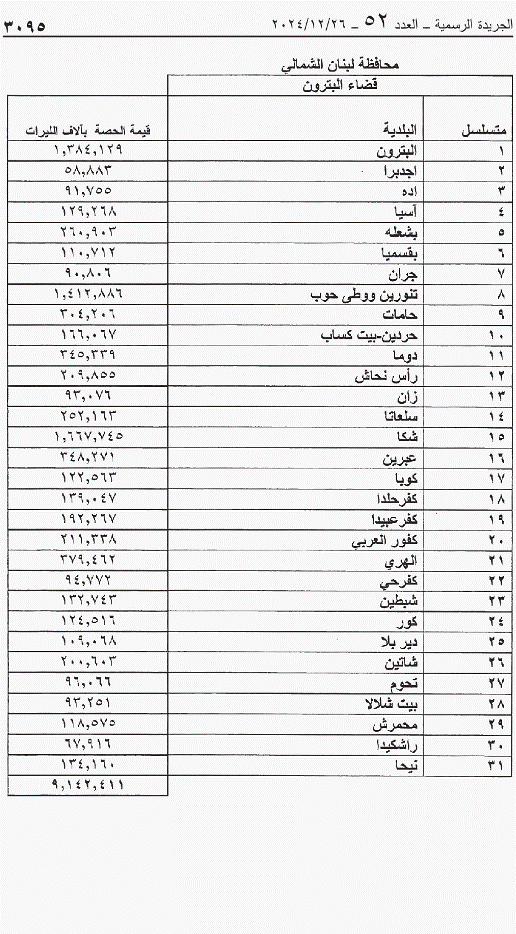 الجريدة الرسمية – العدد ٥٢ – ٢٠٢٤/١٢/٢٦ ٣٠٩٥
محافظة لبنان الشمالي
قضاء البترون
متسلسل البلدية قيمة الحصة بآلاف الليرات
١ البترون ١,٣٨٤,١٢٩
٢ اجدبرا ٥٨,٨٨٣
٣ اده ٩١,٧٥٥
٤ آسيا ١٢٩,٢٦٨
٥ بشعله ٢٦٠,٩٠٣
٦ بقسميا ١١٠,٧١٢
٧ جران ٩٠,٨٠٦
٨ تنورين ووطى حوب ١,٤١٢,٨٨٦
٩ حامات ٣٠٤,٢٠٦
١٠ حردين-بيت كساب ١٦٦,٠٦٧
١١ دوما ٣٤٥,٣٣٩
١٢ رأس نحاش ٢٠٩,٨٥٥
١٣ زان ٩٣,٠٧٦
١٤ سلعاتا ٢٥٢,١٦٣
١٥ شكا ١,٦٦٧,٧٤٥
١٦ عبرين ٣٤٨,٢٧١
١٧ كوبا ١٢٢,٥٦٣
١٨ كفرحلدا ١٣٩,٠٤٧
١٩ كفرعبيدا ١٩٢,٢٦٧
٢٠ كفور العربي ٢١١,٣٣٨
٢١ الهري ٣٧٩,٤٦٢
٢٢ كفرحي ٩٤,٧٧٢
٢٣ شبطين ١٣٢,٧٤٣
٢٤ كور ١٢٤,٥١٦
٢٥ دير بلا ١٠٩,٠٦٨
٢٦ شاتين ٢٠٠,٦٠٣
٢٧ تحوم ٩٦,٠٦٦
٢٨ بيت شلالا ٩٣,٢٥١
٢٩ محمرش ١١٨,٥٧٥
٣٠ راشكيدا ٦٧,٩١٦
٣١ نيحا ١٣٤,١٦٠
٩,١٤٢,٤١١